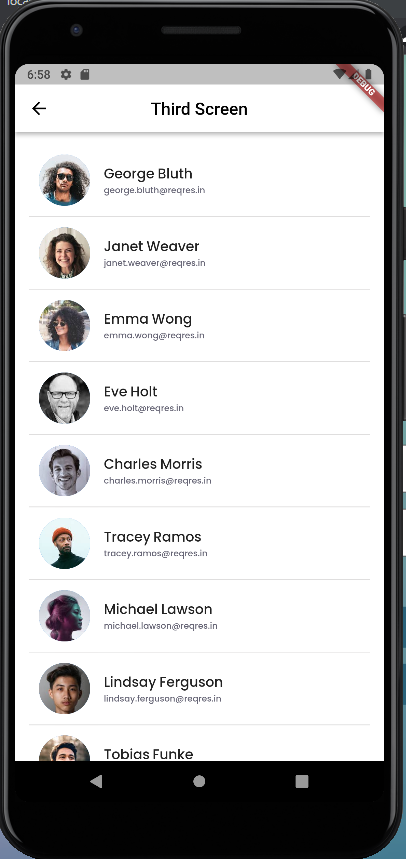 6:58
DEBUG
Third Screen
George Bluth
george.bluth@reqres.in
Janet Weaver
janet.weaver@reqres.in
Emma Wong
emma.wong@reqres.in
Eve Holt
eve.holt@reqres.in
Charles Morris
charles.morris@reqres.in
Tracey Ramos
tracey.ramos@reqres.in
Michael Lawson
michael.lawson@reqres.in
Lindsay Ferguson
lindsay.ferguson@reqres.in
Tobias Funke